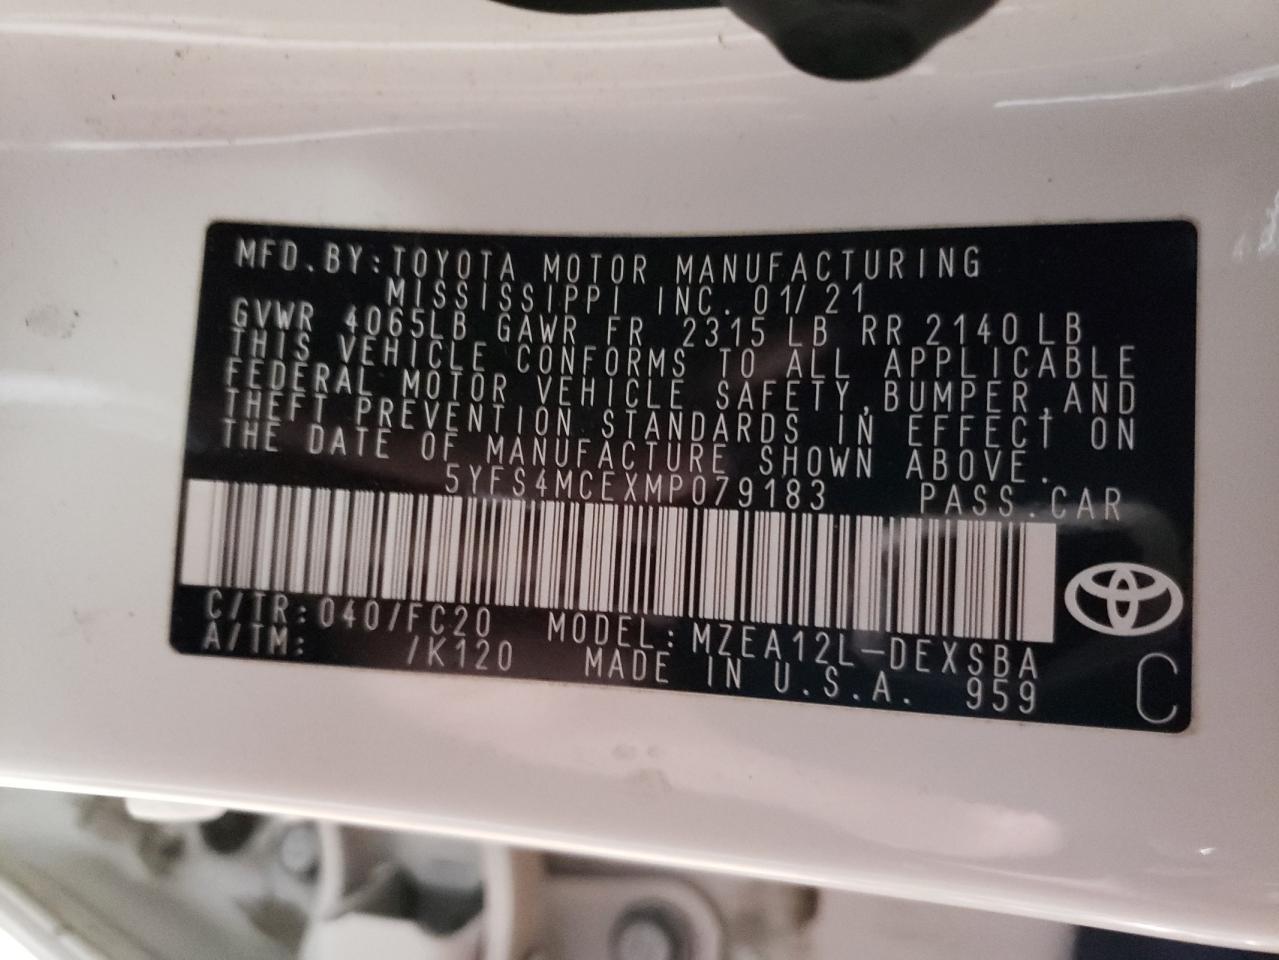 MFD.BY:TOYOTA MOTOR MANUFACTURING
MISSISSIPPI INC. 01/21
GVWR 4065LB GAWR FR 2315 LB RR 2140LB
THIS VEHICLE CONFORMS TO ALL APPLICABLE
FEDERAL MOTOR VEHICLE SAFETY,BUMPER,AND
THEFT PREVENTION STANDARDS IN EFFECT ON
THE DATE OF MANUFACTURE SHOWN ABOVE.
5YFS4MCEXMP079183 PASS.CAR
C/TR:040/FC20 MODEL:MZEA12L-DEXSBA
A/TM: /K120 MADE IN U.S.A. 959
C